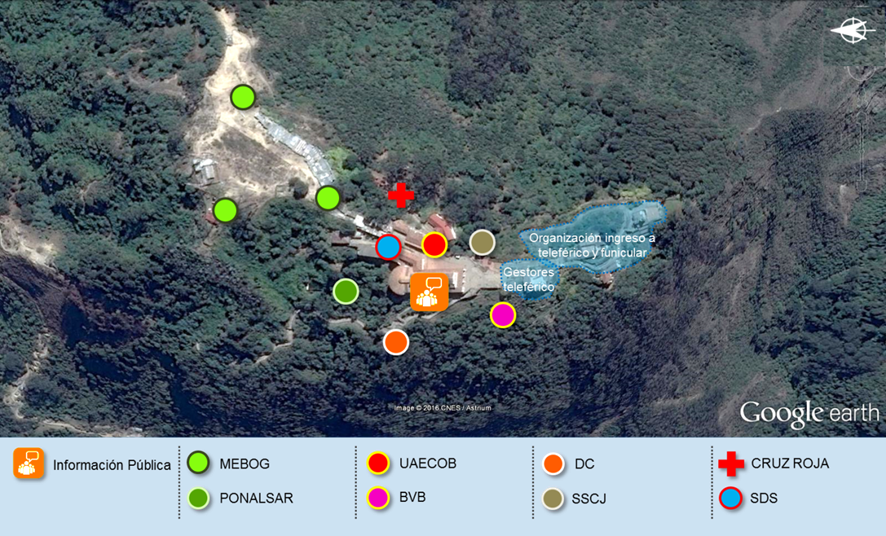 Organización ingreso a
teleférico y funicular
Gestores
teleférico
Image © 2016 CNES / Astrium
Google earth
Información Pública
MEBOG
UAECOB
DC
CRUZ ROJA
PONALSAR
BVB
SSCJ
SDS